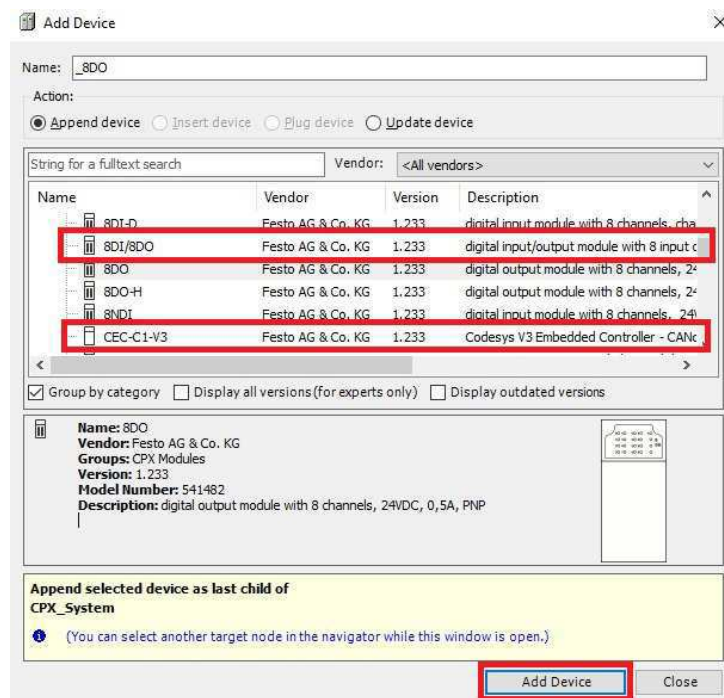 Add Device
Name: _8DO
Action:
Append device Insert device Plug device Update device
String for a fulltext search Vendor: <All vendors>
Name Vendor Version Description
8DI-D Festo AG & Co. KG 1.233 digital input module with 8 channels, cha
8DI/8DO Festo AG & Co. KG 1.233 digital input/output module with 8 input c
8DO Festo AG & Co. KG 1.233 digital output module with 8 channels, 24
8DO-H Festo AG & Co. KG 1.233 digital output module with 8 channels, 24
8NDI Festo AG & Co. KG 1.233 digital input module with 8 channels, 24V
CEC-C1-V3 Festo AG & Co. KG 1.233 Codesys V3 Embedded Controller - CANc
Group by category Display all versions (for experts only) Display outdated versions
Name: 8DO
Vendor: Festo AG & Co. KG
Groups: CPX Modules
Version: 1.233
Model Number: 541482
Description: digital output module with 8 channels, 24VDC, 0,5A, PNP
Append selected device as last child of
CPX_System
(You can select another target node in the navigator while this window is open.)
Add Device Close